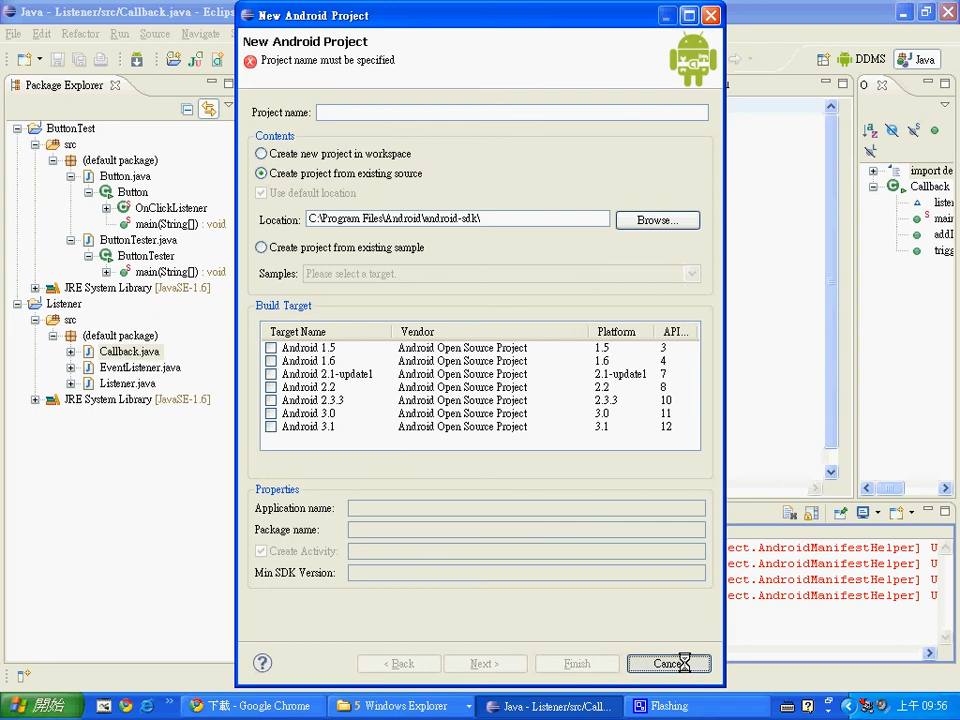 Java - Listener/src/Callback.java - Eclips
New Android Project
File Edit Refactor Run Source Navigate
New Android Project
Project name must be specified
DDMS Java
Package Explorer
Project name:
Contents
Create new project in workspace
Create project from existing source
Use default location
Location: C:\Program Files\Android\android-sdk\ Browse...
Create project from existing sample
Samples: Please select a target.
Build Target
Target Name Vendor Platform API...
Android 1.5 Android Open Source Project 1.5 3
Android 1.6 Android Open Source Project 1.6 4
Android 2.1-update1 Android Open Source Project 2.1-update1 7
Android 2.2 Android Open Source Project 2.2 8
Android 2.3.3 Android Open Source Project 2.3.3 10
Android 3.0 Android Open Source Project 3.0 11
Android 3.1 Android Open Source Project 3.1 12
Properties
Application name:
Package name:
Create Activity:
Min SDK Version:
< Back Next > Finish Cancel
ButtonTest
src
(default package)
Button.java
Button
OnClickListener
main(String[]) : void
ButtonTester.java
ButtonTester
main(String[]) : void
JRE System Library [JavaSE-1.6]
Listener
src
(default package)
Callback.java
EventListener.java
Listener.java
JRE System Library [JavaSE-1.6]
O
import de
Callback
listen
main
addl
trigg
ect.AndroidManifestHelper] U
ect.AndroidManifestHelper] U
ect.AndroidManifestHelper] U
ect.AndroidManifestHelper] U
開始
下載 - Google Chrome
5 Windows Explorer
Java - Listener/src/Call...
Flashing
上午 09:56